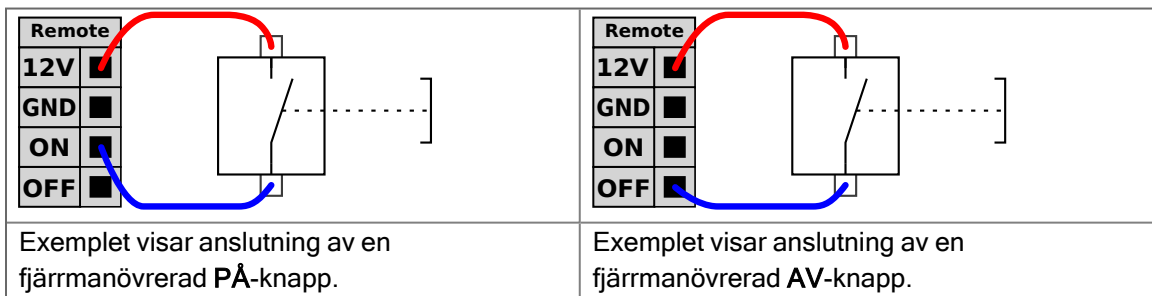 Remote
12V
GND
ON
OFF
Exemplet visar anslutning av en
fjärrmanövrerad PÅ-knapp.
Remote
12V
GND
ON
OFF
Exemplet visar anslutning av en
fjärrmanövrerad AV-knapp.